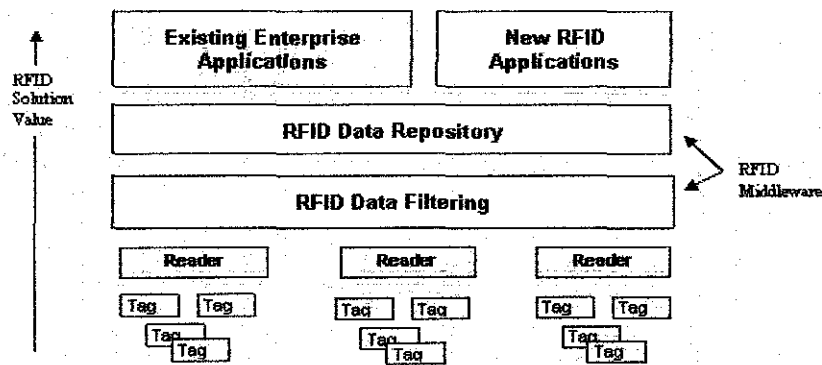 Existing Enterprise
Applications
New RFID
Applications
RFID
Solution
Value
RFID Data Repository
RFID
Middleware
RFID Data Filtering
Reader
Reader
Reader
Tag
Tag
Tag
Tag
Tag
Tag
Tag
Tag
Tag
Tag
Tag
Tag